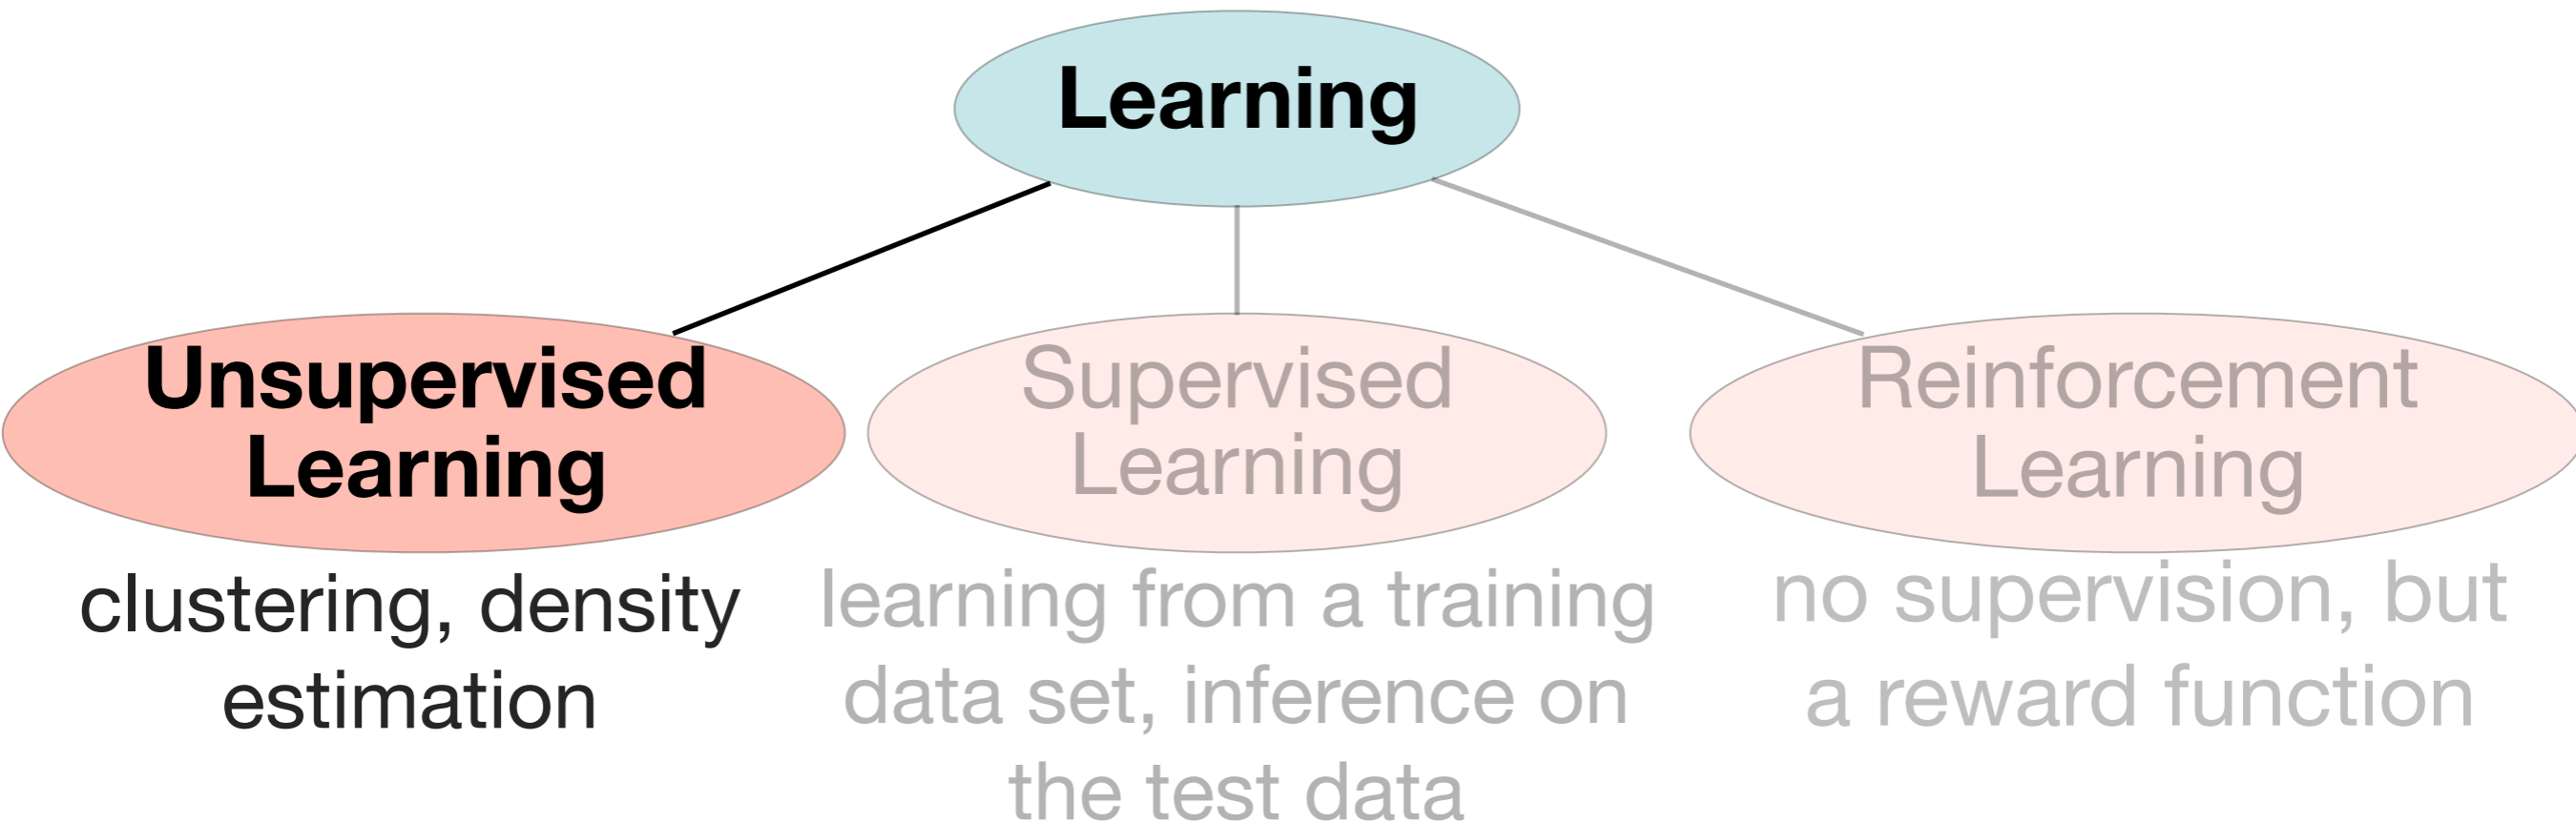 Learning
Unsupervised
Learning
clustering, density
estimation
Supervised
Learning
learning from a training
data set, inference on
the test data
Reinforcement
Learning
no supervision, but
a reward function